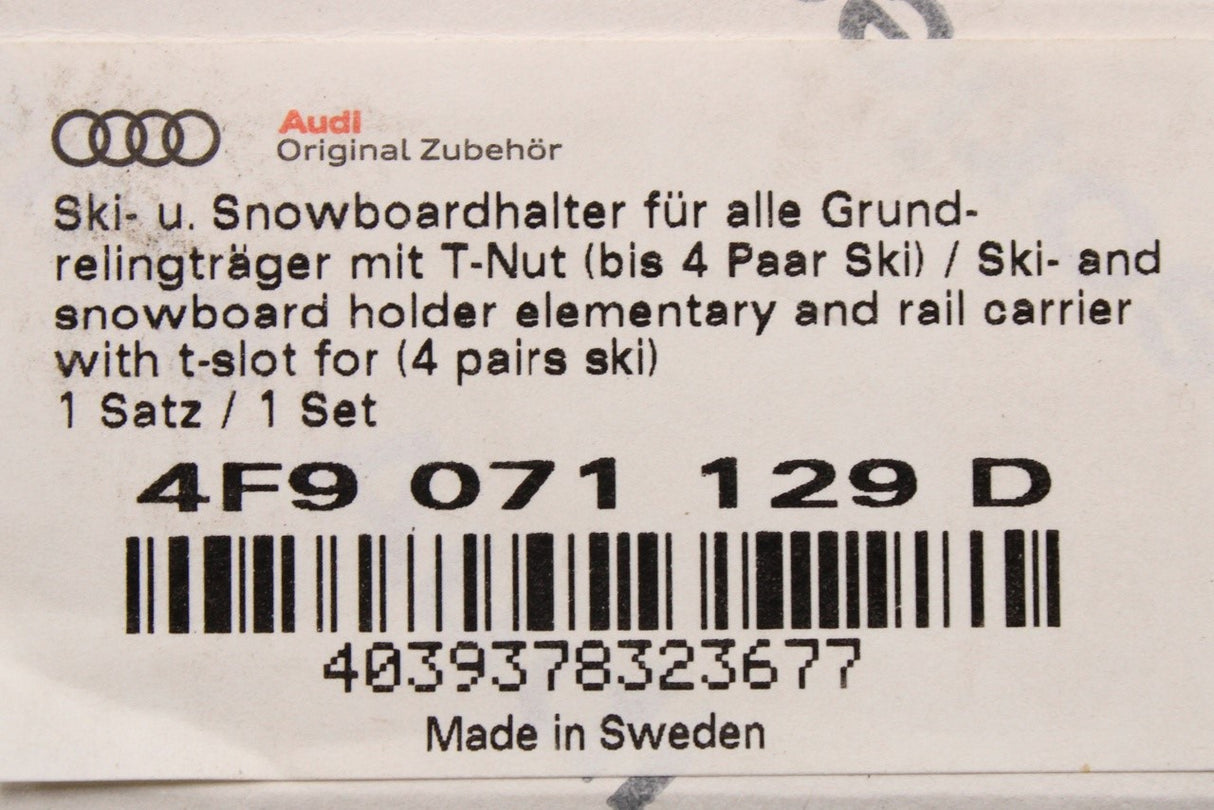 Audi
Original Zubehör
Ski- u. Snowboardhalter für alle Grund-
relingträger mit T-Nut (bis 4 Paar Ski) / Ski- and
snowboard holder elementary and rail carrier
with t-slot for (4 pairs ski)
1 Satz / 1 Set
4F9 071 129 D
4039378323677
Made in Sweden